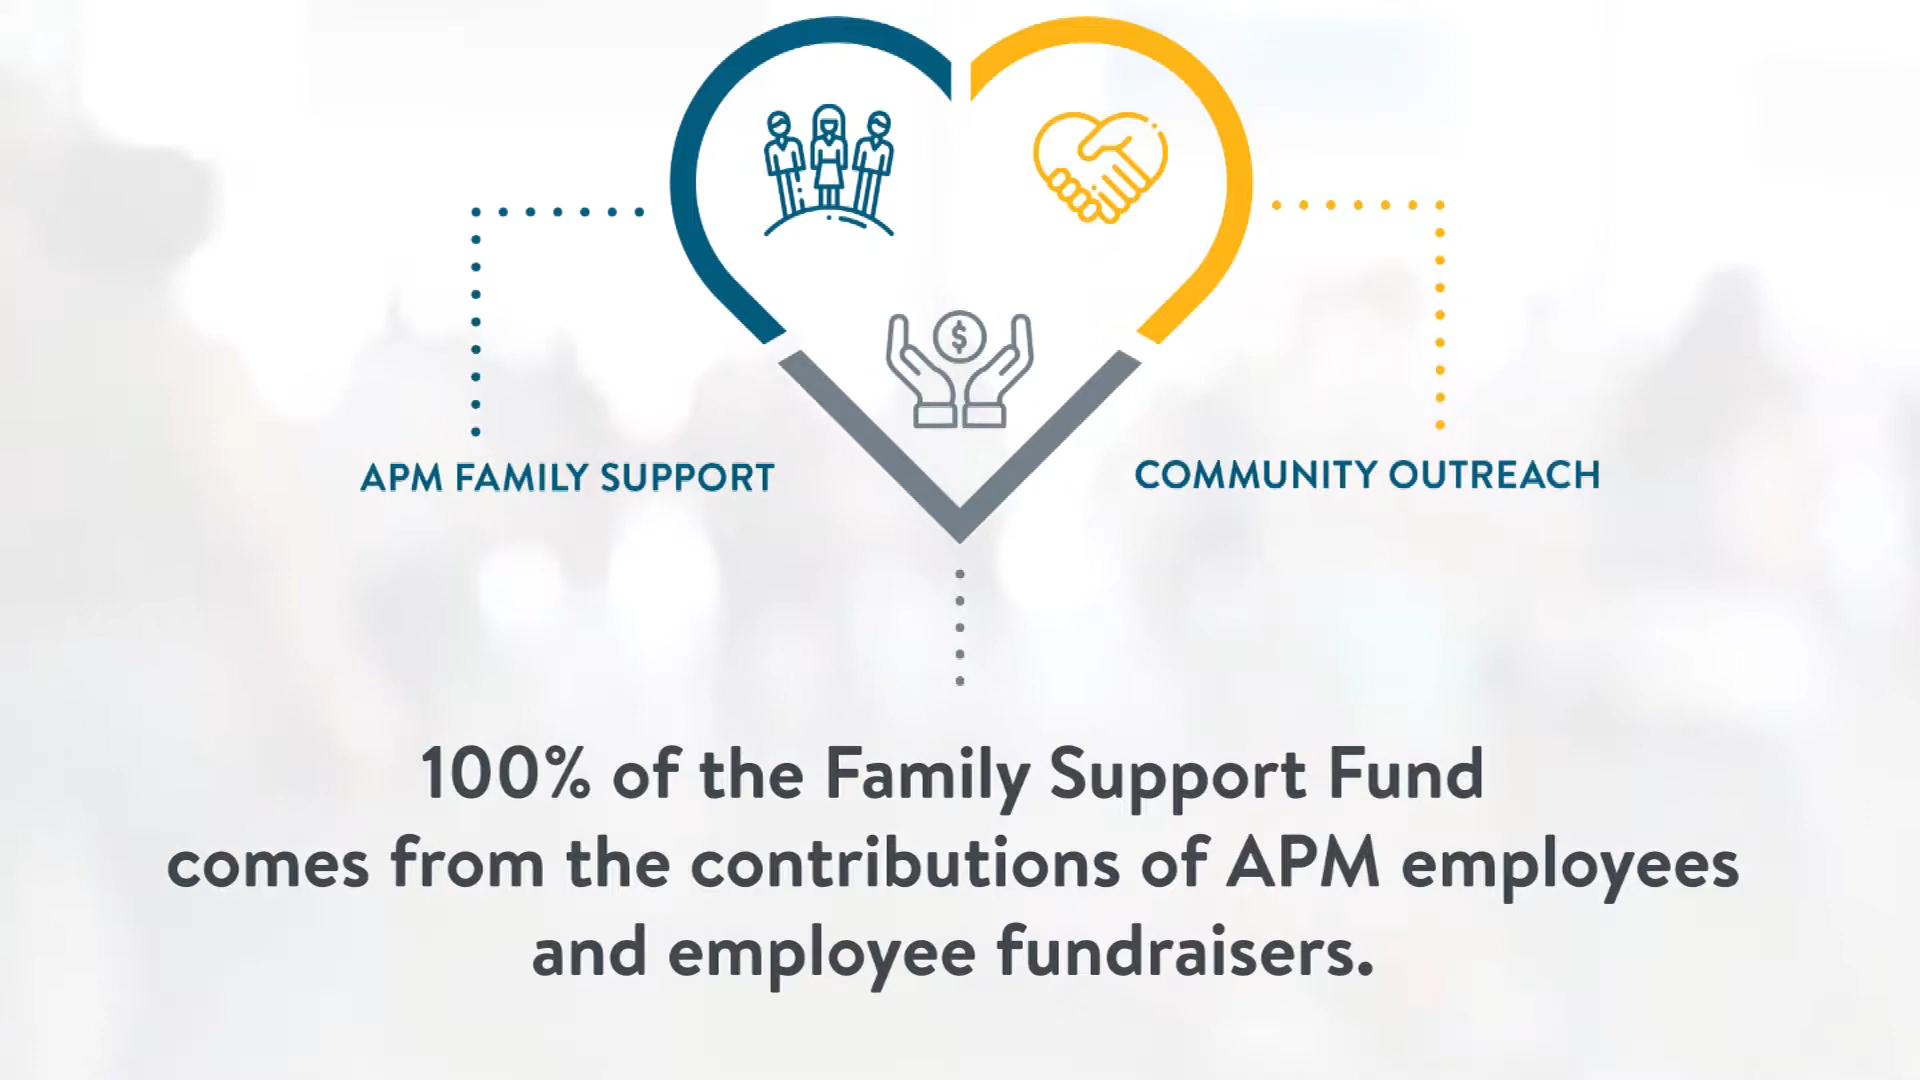 $
APM FAMILY SUPPORT
COMMUNITY OUTREACH
100% of the Family Support Fund
comes from the contributions of APM employees
and employee fundraisers.